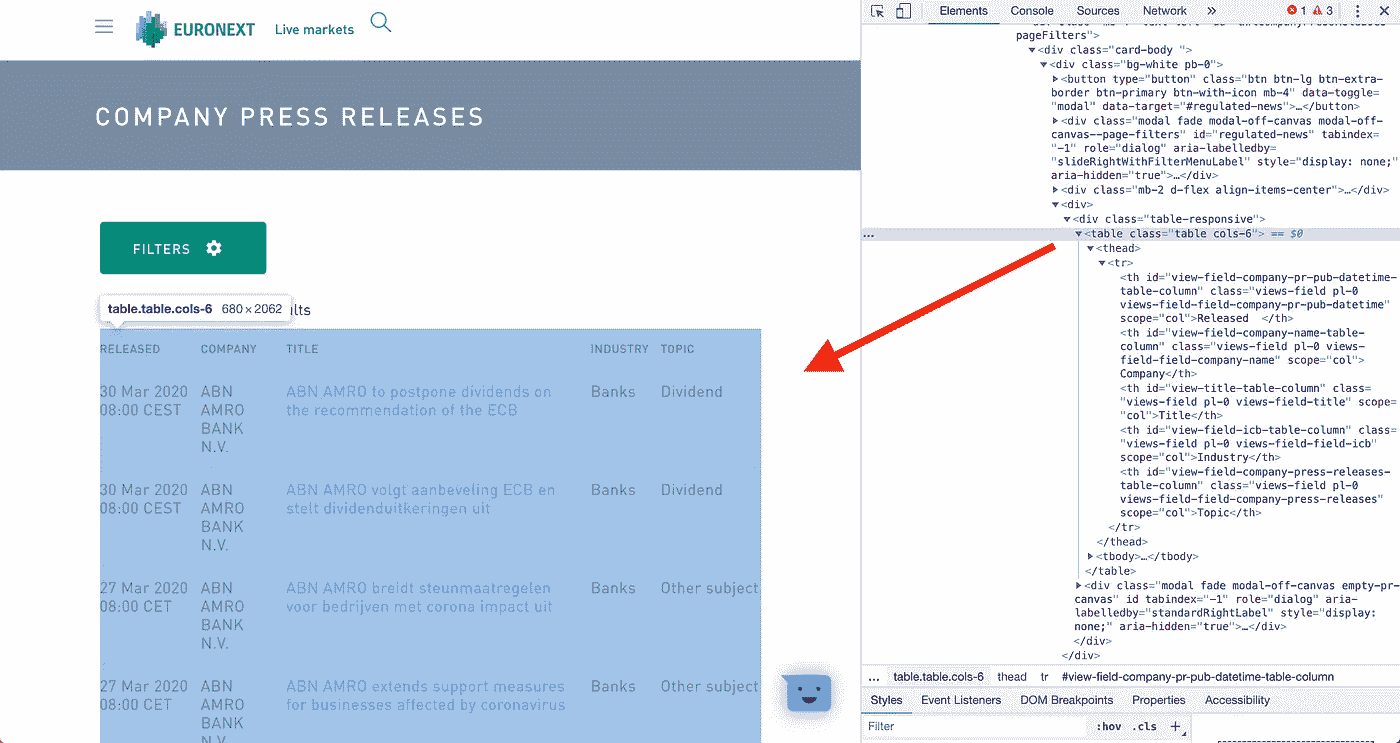 EURONEXT Live markets
COMPANY PRESS RELEASES
FILTERS
table.table.cols-6 680 × 2062 lts
RELEASED COMPANY TITLE INDUSTRY TOPIC
30 Mar 2020 ABN ABN AMRO to postpone dividends on Banks Dividend
08:00 CEST AMRO the recommendation of the ECB
BANK
N.V.
30 Mar 2020 ABN ABN AMRO volgt aanbeveling ECB en Banks Dividend
08:00 CEST AMRO stelt dividenduitkeringen uit
BANK
N.V.
27 Mar 2020 ABN ABN AMRO breidt steunmaatregelen Banks Other subject
08:00 CET AMRO voor bedrijven met corona impact uit
BANK
N.V.
27 Mar 2020 ABN ABN AMRO extends support measures Banks Other subject
08:00 CET AMRO for businesses affected by coronavirus
BANK
N.V.
Elements Console Sources Network » 1 3
pageFilters">
<div class="card-body ">
<div class="bg-white pb-0">
<button type="button" class="btn btn-lg btn-extra-
border btn-primary btn-with-icon mb-4" data-toggle=
"modal" data-target="#regulated-news">…</button>
<div class="modal fade modal-off-canvas modal-off-
canvas--page-filters" id="regulated-news" tabindex=
"-1" role="dialog" aria-labelledby=
"slideRightWithFilterMenuLabel" style="display: none;"
aria-hidden="true">…</div>
<div class="mb-2 d-flex align-items-center">…</div>
<div>
<div class="table-responsive">
... <table class="table cols-6"> == $0
<thead>
<tr>
<th id="view-field-company-pr-pub-datetime-
table-column" class="views-field pl-0
views-field-field-company-pr-pub-datetime"
scope="col">Released </th>
<th id="view-field-company-name-table-
column" class="views-field pl-0 views-
field-field-company-name" scope="col">
Company</th>
<th id="view-title-table-column" class=
"views-field pl-0 views-field-title" scope=
"col">Title</th>
<th id="view-field-icb-table-column" class=
"views-field pl-0 views-field-field-icb"
scope="col">Industry</th>
<th id="view-field-company-press-releases-
table-column" class="views-field pl-0
views-field-field-company-press-releases"
scope="col">Topic</th>
</tr>
</thead>
<tbody>…</tbody>
</table>
<div class="modal fade modal-off-canvas empty-pr-
canvas" id tabindex="-1" role="dialog" aria-
labelledby="standardRightLabel" style="display:
none;" aria-hidden="true">…</div>
</div>
</div>
... table.table.cols-6 thead tr #view-field-company-pr-pub-datetime-table-column
Styles Event Listeners DOM Breakpoints Properties Accessibility
Filter :hov .cls +